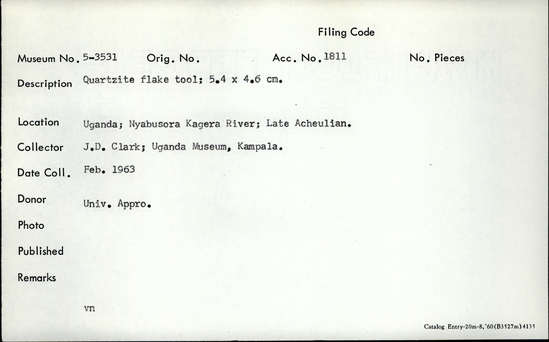 Filing Code
Museum No. 5-3531 Orig. No. Acc. No. 1811 No. Pieces
Description Quartzite flake tool; 5.4 x 4.6 cm.
Location Uganda; Nyabusora Kagera River; Late Acheulian.
Collector J.D. Clark; Uganda Museum, Kampala.
Date Coll. Feb. 1963
Donor Univ. Appro.
Photo
Published
Remarks
vn
Catalog Entry-20m-8,'60(B3527m)4135